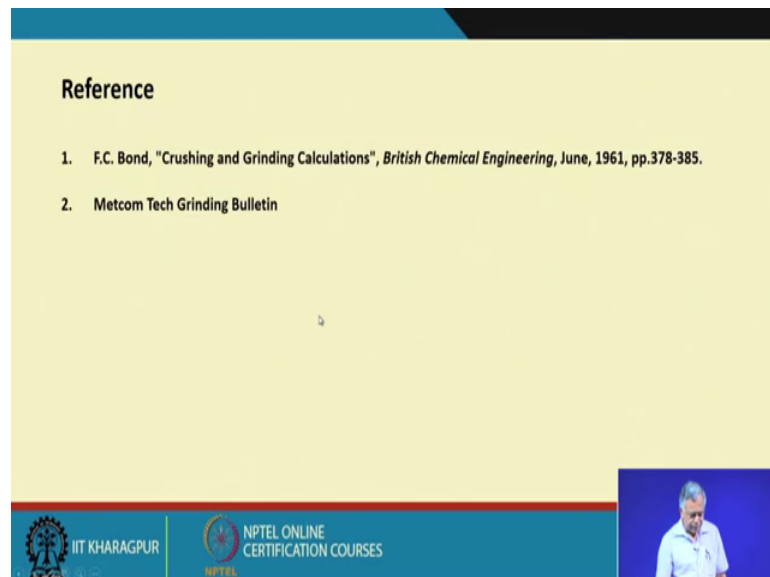 Reference
1. F.C. Bond, "Crushing and Grinding Calculations", British Chemical Engineering, June, 1961, pp.378-385.
2. Metcom Tech Grinding Bulletin
IIT KHARAGPUR
NPTEL
NPTEL ONLINE
CERTIFICATION COURSES